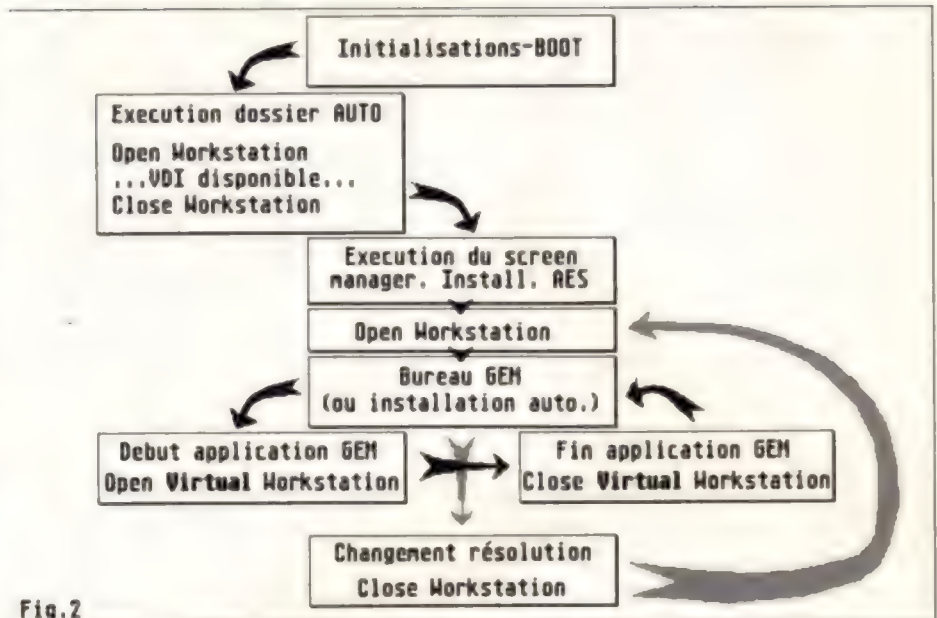 Initialisations-BOOT
Execution dossier AUTO
Open Workstation
...VDI disponible...
Close Workstation
Execution du screen
manager. Install. AES
Open Workstation
Bureau GEM
(ou installation auto.)
Debut application GEM
Open Virtual Workstation
Fin application GEM
Close Virtual Workstation
Changement résolution
Close Workstation
Fig.2